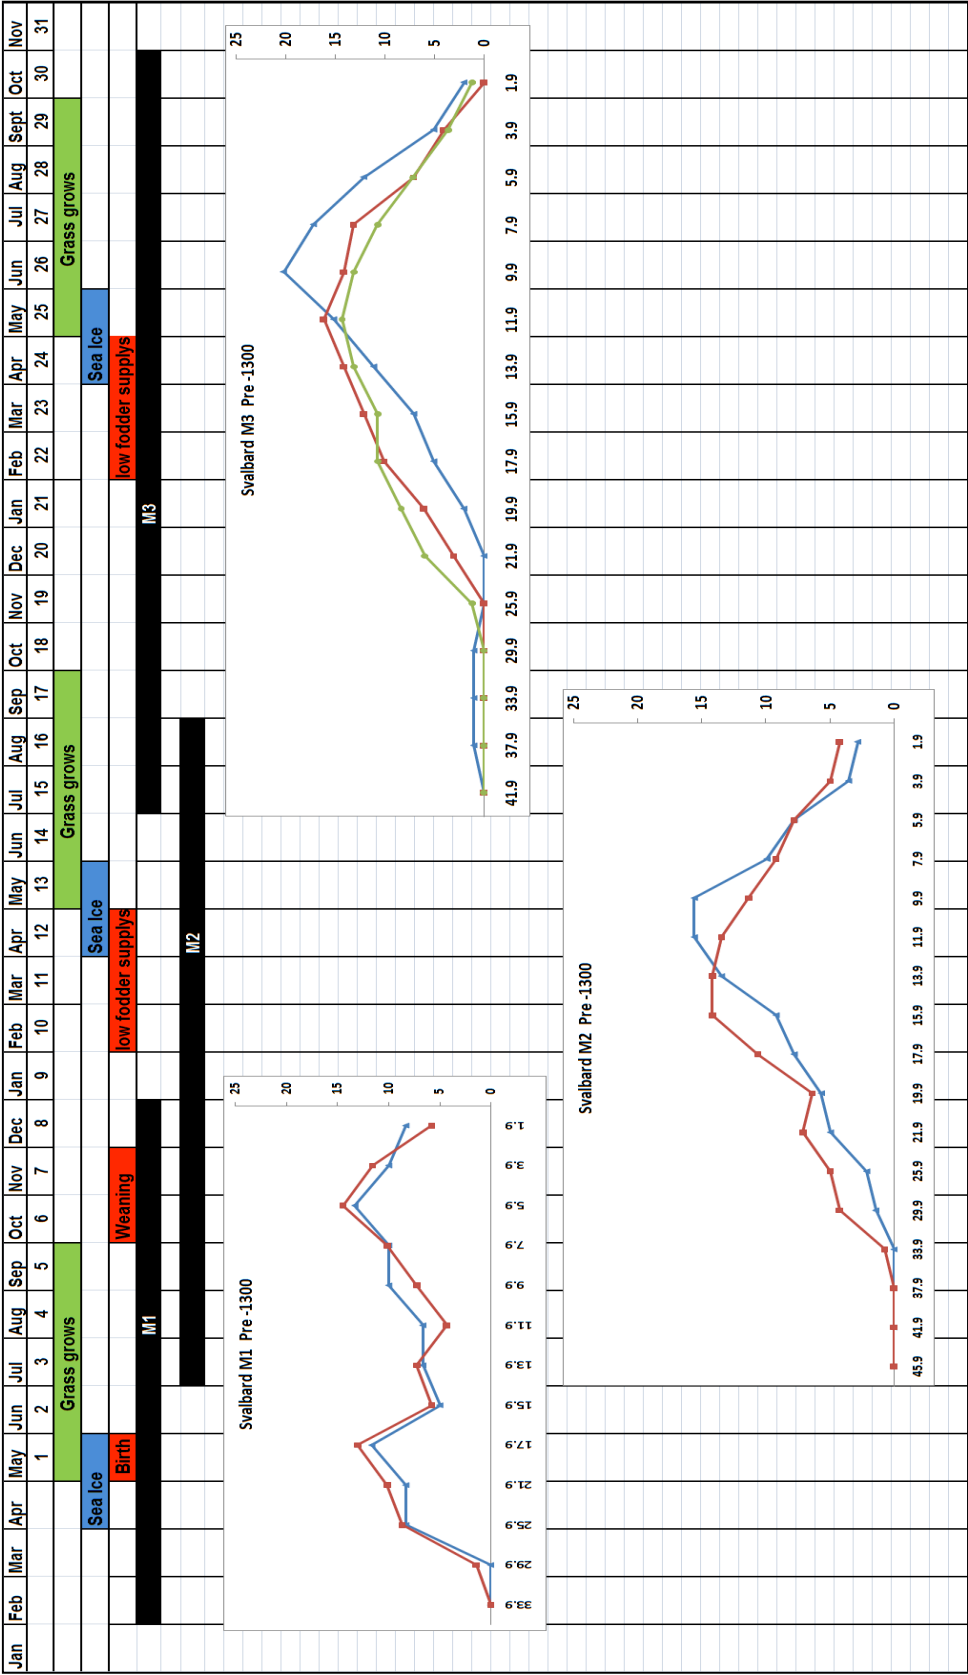 Jan Feb Mar Apr May Jun Jul Aug Sep Oct Nov Dec Jan Feb Mar Apr May Jun Jul Aug Sep Oct Nov Dec Jan Feb Mar Apr May Jun Jul Aug Sept Oct Nov
1 2 3 4 5 6 7 8 9 10 11 12 13 14 15 16 17 18 19 20 21 22 23 24 25 26 27 28 29 30 31
Grass grows Grass grows Grass grows
Sea Ice Sea Ice Sea Ice
Birth Weaning low fodder supplys low fodder supplys
M1 M3
M2
Svalbard M1 Pre -1300
25
20
15
10
5
0
33.9 29.9 25.9 21.9 17.9 15.9 13.9 11.9 9.9 7.9 5.9 3.9 1.9
Svalbard M3 Pre -1300
25
20
15
10
5
0
41.9 37.9 33.9 29.9 25.9 21.9 19.9 17.9 15.9 13.9 11.9 9.9 7.9 5.9 3.9 1.9
Svalbard M2 Pre -1300
25
20
15
10
5
0
45.9 41.9 37.9 33.9 29.9 25.9 21.9 19.9 17.9 15.9 13.9 11.9 9.9 7.9 5.9 3.9 1.9